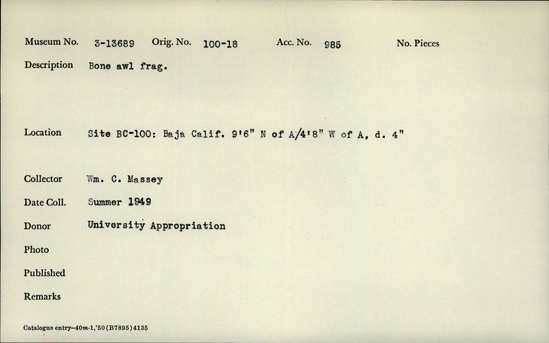 Museum No. 3-13689 Orig. No. 100-18 Acc. No. 985 No. Pieces
Description Bone awl frag.
Location Site BC-100: Baja Calif. 9'6" N of A/4'8" W of A, d. 4"
Collector Wm. C. Massey
Date Coll. Summer 1949
Donor University Appropriation
Photo
Published
Remarks
Catalogue entry—40m-1,'50 (B7895) 4135